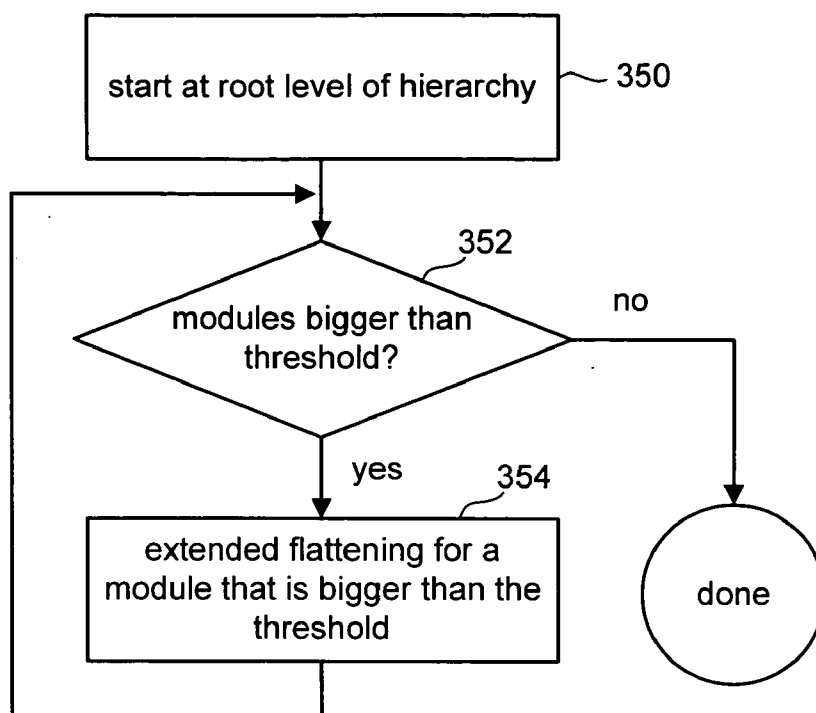 start at root level of hierarchy
350
352
modules bigger than
threshold?
no
yes
354
extended flattening for a
module that is bigger than the
threshold
done